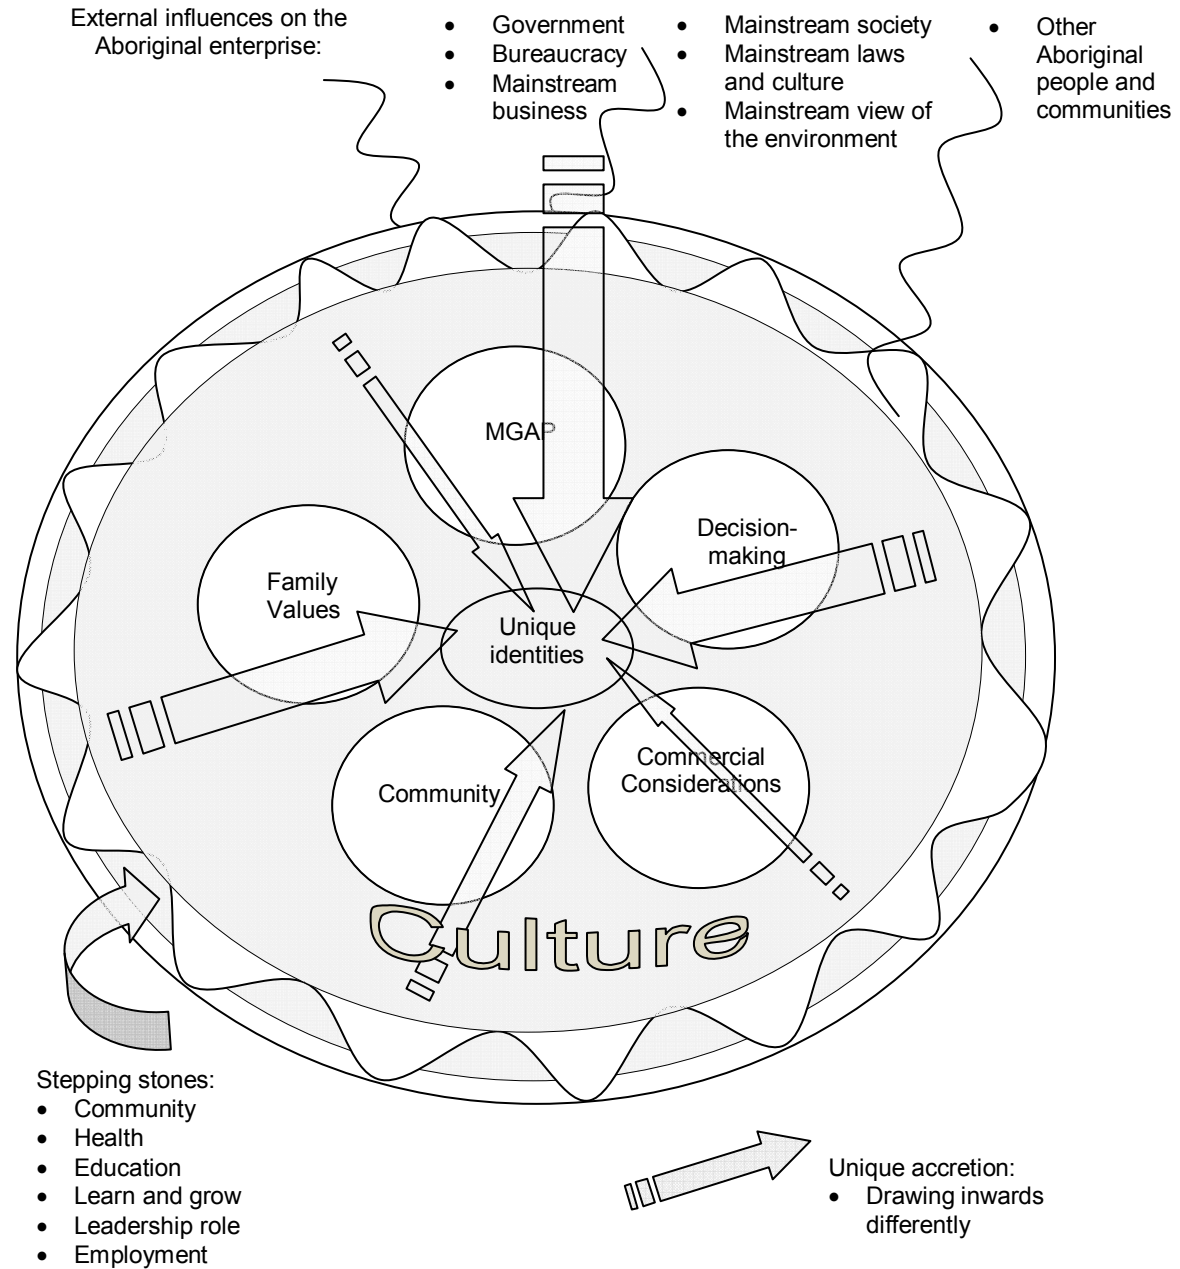 External influences on the
Aboriginal enterprise:
• Government
• Bureaucracy
• Mainstream
business
• Mainstream society
• Mainstream laws
and culture
• Mainstream view of
the environment
• Other
Aboriginal
people and
communities
MGAP
Decision-
making
Family
Values
Unique
identities
Commercial
Considerations
Community
Culture
Stepping stones:
• Community
• Health
• Education
• Learn and grow
• Leadership role
• Employment
Unique accretion:
• Drawing inwards
differently